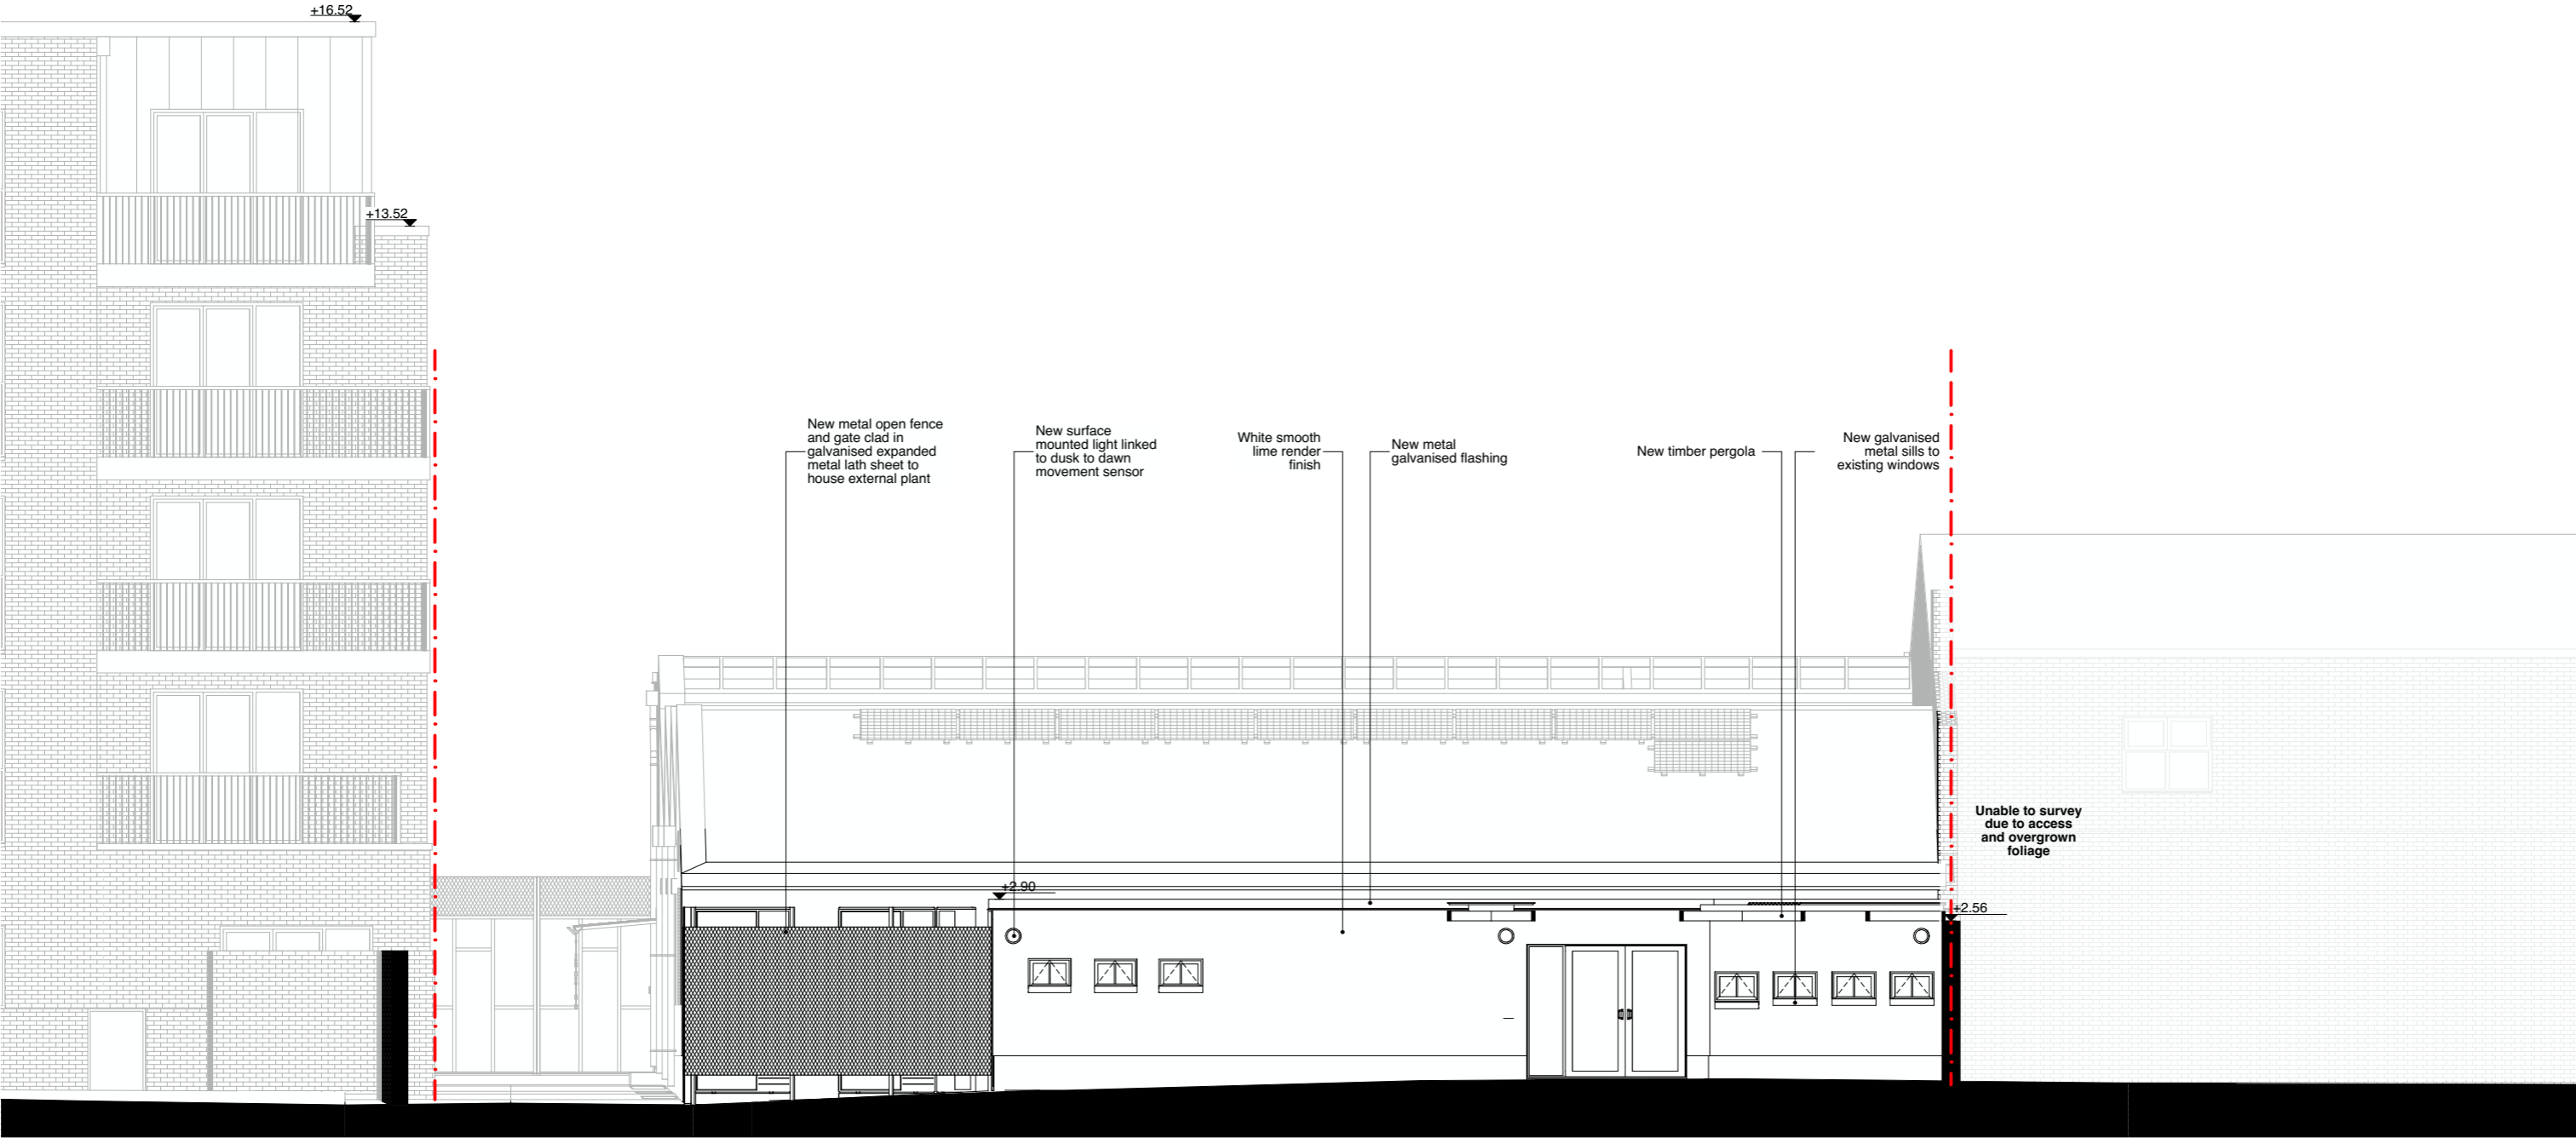 +16.52
+13.52
New metal open fence
and gate clad in
galvanised expanded
metal lath sheet to
house external plant
New surface
mounted light linked
to dusk to dawn
movement sensor
White smooth
lime render
finish
New metal
galvanised flashing
New timber pergola
New galvanised
metal sills to
existing windows
Unable to survey
due to access
and overgrown
foliage
+2.90
+2.56